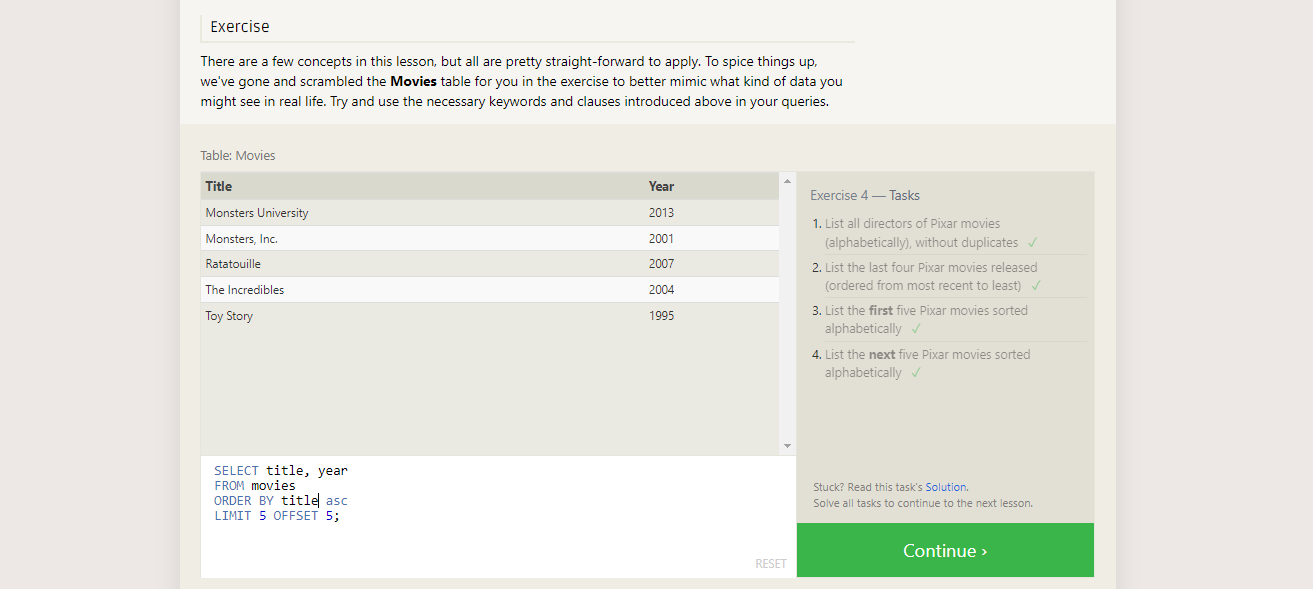 Exercise
There are a few concepts in this lesson, but all are pretty straight-forward to apply. To spice things up,
we've gone and scrambled the Movies table for you in the exercise to better mimic what kind of data you
might see in real life. Try and use the necessary keywords and clauses introduced above in your queries.
Table: Movies
Title Year
Monsters University 2013
Monsters, Inc. 2001
Ratatouille 2007
The Incredibles 2004
Toy Story 1995
SELECT title, year
FROM movies
ORDER BY title asc
LIMIT 5 OFFSET 5;
RESET
Exercise 4 — Tasks
1. List all directors of Pixar movies
(alphabetically), without duplicates ✓
2. List the last four Pixar movies released
(ordered from most recent to least) ✓
3. List the first five Pixar movies sorted
alphabetically ✓
4. List the next five Pixar movies sorted
alphabetically ✓
Stuck? Read this task's Solution.
Solve all tasks to continue to the next lesson.
Continue ›